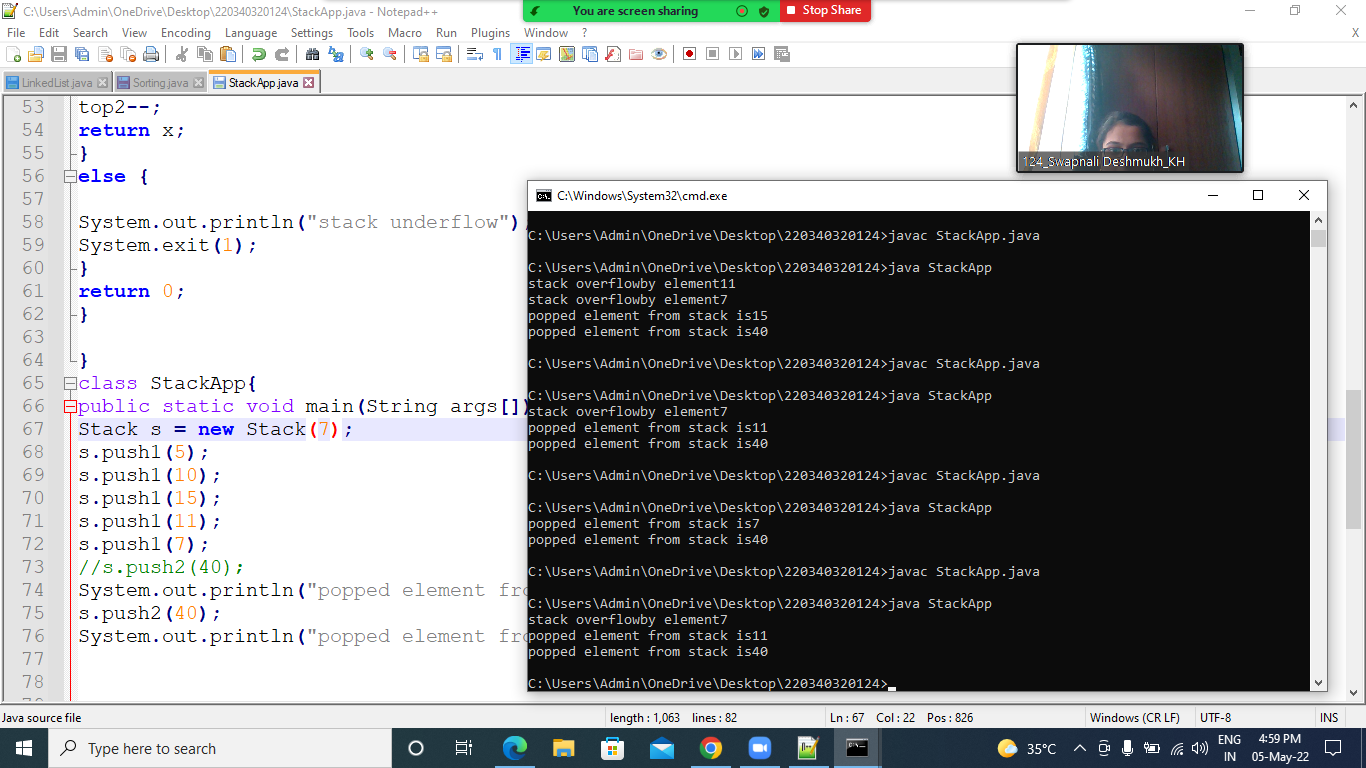 C:\Users\Admin\OneDrive\Desktop\220340320124\StackApp.java - Notepad++
You are screen sharing
Stop Share
File Edit Search View Encoding Language Settings Tools Macro Run Plugins Window ?
X
LinkedList.java Sorting.java StackApp.java
124_Swapnali Deshmukh_KH
53 top2--;
54 return x;
55 }
56 else {
57
58 System.out.println("stack underflow")
59 System.exit(1);
60 }
61 return 0;
62 }
63
64 }
65 class StackApp{
66 public static void main(String args[])
67 Stack s = new Stack(7);
68 s.push1(5);
69 s.push1(10);
70 s.push1(15);
71 s.push1(11);
72 s.push1(7);
73 //s.push2(40);
74 System.out.println("popped element fro
75 s.push2(40);
76 System.out.println("popped element fro
77
78
C:\Windows\System32\cmd.exe
C:\Users\Admin\OneDrive\Desktop\220340320124>javac StackApp.java
C:\Users\Admin\OneDrive\Desktop\220340320124>java StackApp
stack overflowby element11
stack overflowby element7
popped element from stack is15
popped element from stack is40
C:\Users\Admin\OneDrive\Desktop\220340320124>javac StackApp.java
C:\Users\Admin\OneDrive\Desktop\220340320124>java StackApp
stack overflowby element7
popped element from stack is11
popped element from stack is40
C:\Users\Admin\OneDrive\Desktop\220340320124>javac StackApp.java
C:\Users\Admin\OneDrive\Desktop\220340320124>java StackApp
popped element from stack is7
popped element from stack is40
C:\Users\Admin\OneDrive\Desktop\220340320124>javac StackApp.java
C:\Users\Admin\OneDrive\Desktop\220340320124>java StackApp
stack overflowby element7
popped element from stack is11
popped element from stack is40
C:\Users\Admin\OneDrive\Desktop\220340320124>
Java source file length : 1,063 lines : 82 Ln : 67 Col : 22 Pos : 826 Windows (CR LF) UTF-8 INS
Type here to search
35°C
ENG
IN
4:59 PM
05-May-22